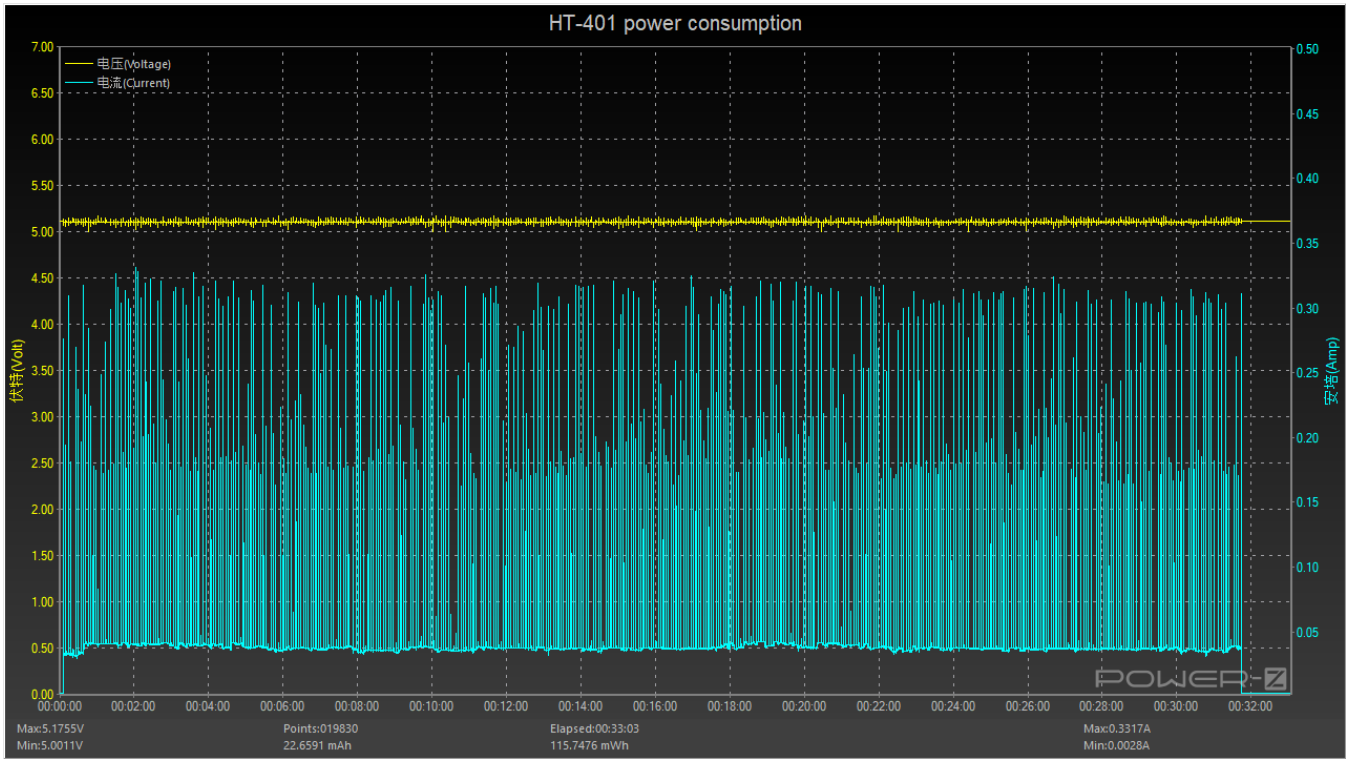 HT-401 power consumption
电压(Voltage)
电流(Current)
7.00
6.50
6.00
5.50
5.00
4.50
4.00
3.50
3.00
2.50
2.00
1.50
1.00
0.50
0.00
伏特(Volt)
0.50
0.45
0.40
0.35
0.30
0.25
0.20
0.15
0.10
0.05
安培(Amp)
POWER-Z
00:00:00 00:02:00 00:04:00 00:06:00 00:08:00 00:10:00 00:12:00 00:14:00 00:16:00 00:18:00 00:20:00 00:22:00 00:24:00 00:26:00 00:28:00 00:30:00 00:32:00
Max:5.1755V Points:019830 Elapsed:00:33:03 Max:0.3317A
Min:5.0011V 22.6591 mAh 115.7476 mWh Min:0.0028A